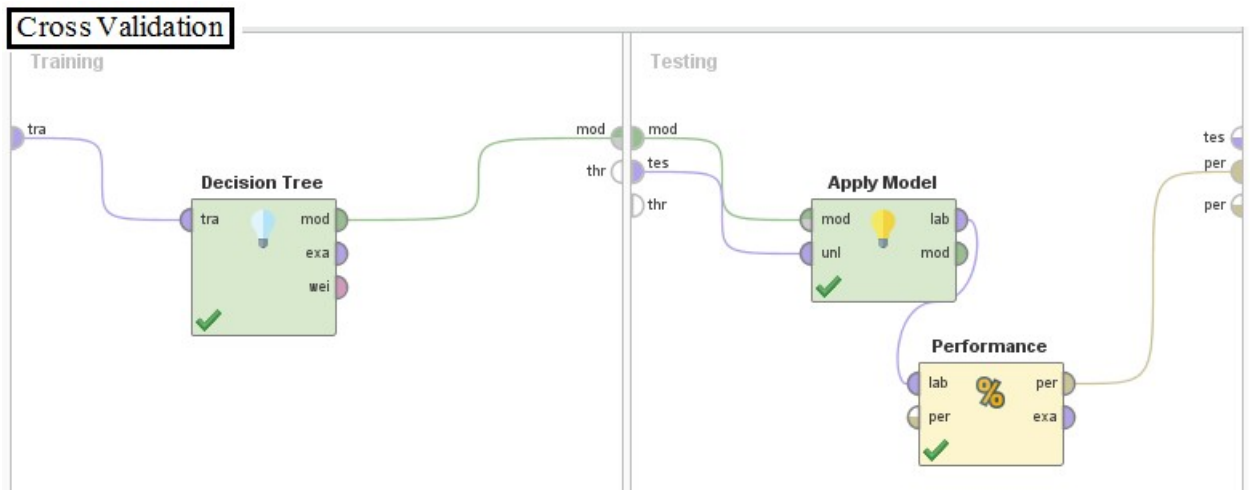 Cross Validation
Training
Testing
tra
mod
thr
mod
tes
thr
tes
per
per
Decision Tree
tra
mod
exa
wei
Apply Model
mod
lab
unl
mod
Performance
lab
%
per
per
exa